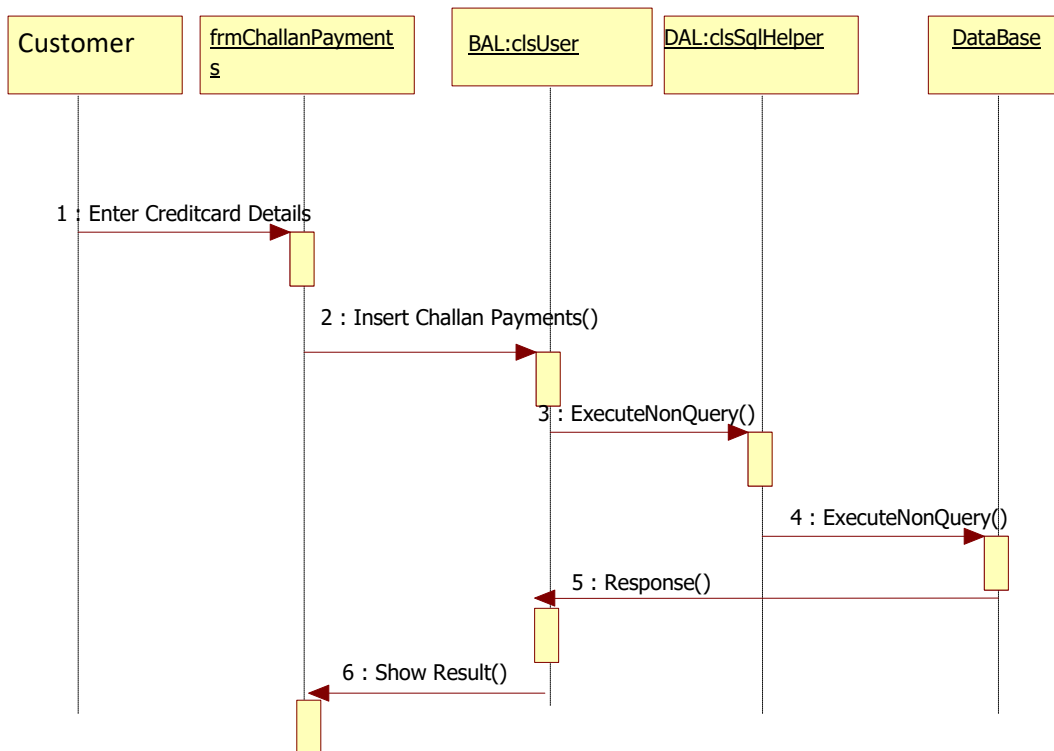 Customer
frmChallanPayment
s
BAL:clsUser
DAL:clsSqlHelper
DataBase
1 : Enter Creditcard Details
2 : Insert Challan Payments()
3 : ExecuteNonQuery()
4 : ExecuteNonQuery()
5 : Response()
6 : Show Result()